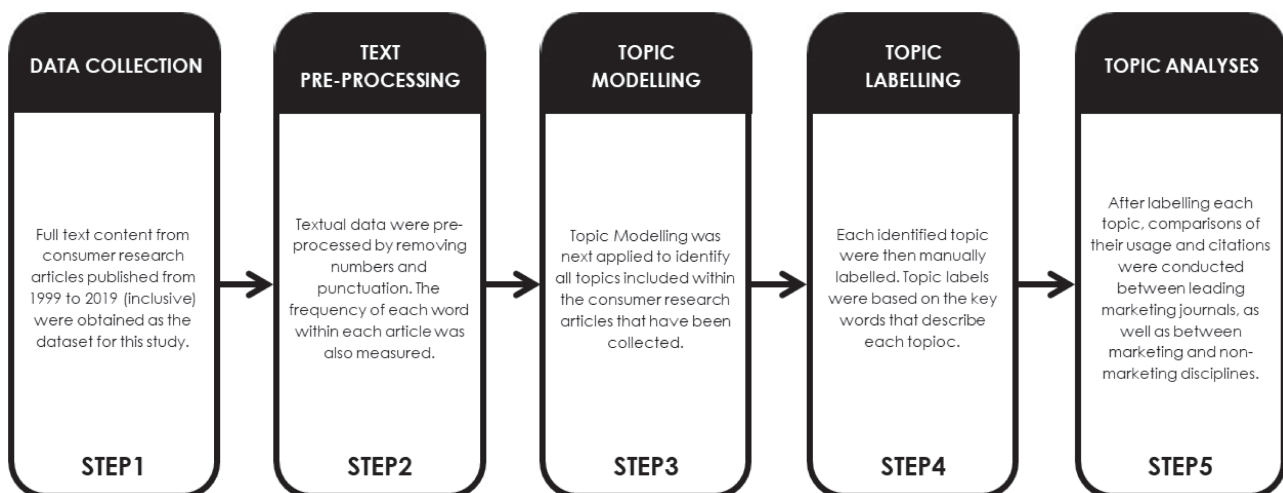 DATA COLLECTION
Full text content from
consumer research
articles published from
1999 to 2019 (inclusive)
were obtained as the
dataset for this study.
STEP1
TEXT
PRE-PROCESSING
Textual data were pre-
processed by removing
numbers and
punctuation. The
frequency of each word
within each article was
also measured.
STEP2
TOPIC
MODELLING
Topic Modelling was
next applied to identify
all topics included within
the consumer research
articles that have been
collected.
STEP3
TOPIC
LABELLING
Each identified topic
were then manually
labelled. Topic labels
were based on the key
words that describe
each topioc.
STEP4
TOPIC ANALYSES
After labelling each
topic, comparisons of
their usage and citations
were conducted
between leading
marketing journals, as
well as between
marketing and non-
marketing disciplines.
STEP5